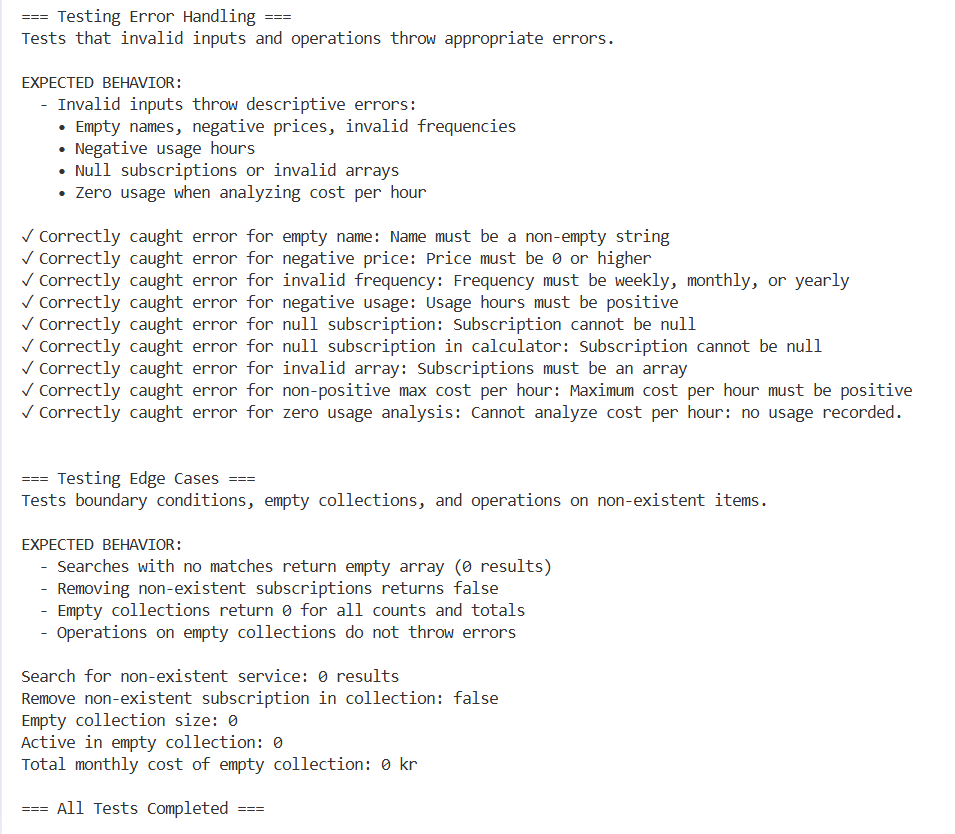 === Testing Error Handling ===
Tests that invalid inputs and operations throw appropriate errors.
EXPECTED BEHAVIOR:
- Invalid inputs throw descriptive errors:
• Empty names, negative prices, invalid frequencies
• Negative usage hours
• Null subscriptions or invalid arrays
• Zero usage when analyzing cost per hour
✓ Correctly caught error for empty name: Name must be a non-empty string
✓ Correctly caught error for negative price: Price must be 0 or higher
✓ Correctly caught error for invalid frequency: Frequency must be weekly, monthly, or yearly
✓ Correctly caught error for negative usage: Usage hours must be positive
✓ Correctly caught error for null subscription: Subscription cannot be null
✓ Correctly caught error for null subscription in calculator: Subscription cannot be null
✓ Correctly caught error for invalid array: Subscriptions must be an array
✓ Correctly caught error for non-positive max cost per hour: Maximum cost per hour must be positive
✓ Correctly caught error for zero usage analysis: Cannot analyze cost per hour: no usage recorded.
=== Testing Edge Cases ===
Tests boundary conditions, empty collections, and operations on non-existent items.
EXPECTED BEHAVIOR:
- Searches with no matches return empty array (0 results)
- Removing non-existent subscriptions returns false
- Empty collections return 0 for all counts and totals
- Operations on empty collections do not throw errors
Search for non-existent service: 0 results
Remove non-existent subscription in collection: false
Empty collection size: 0
Active in empty collection: 0
Total monthly cost of empty collection: 0 kr
=== All Tests Completed ===